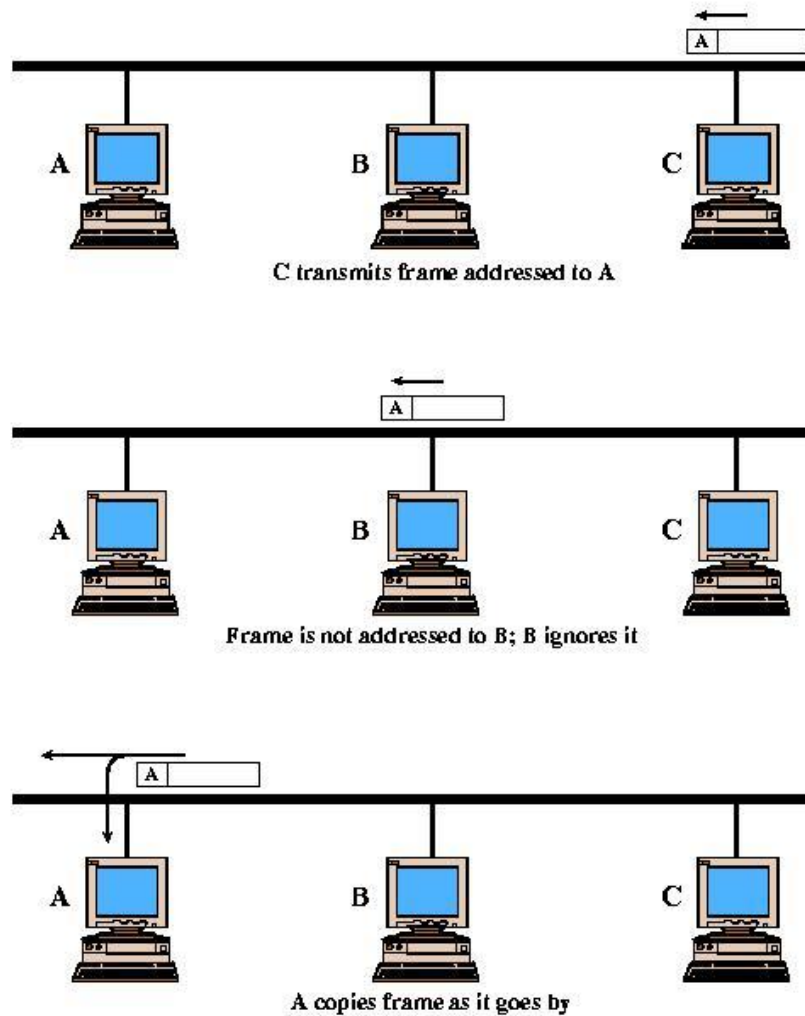 A
A B C
C transmits frame addressed to A
A
A B C
Frame is not addressed to B; B ignores it
A
A B C
A copies frame as it goes by